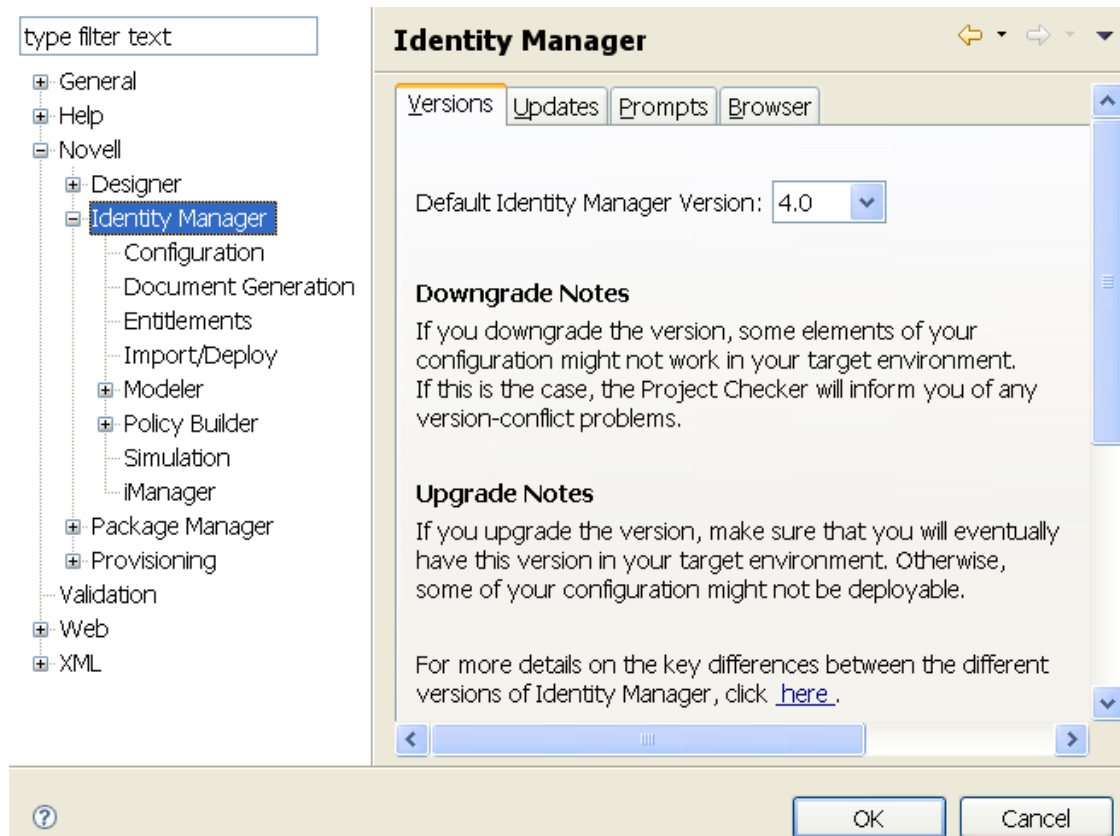 type filter text
General
Help
Novell
Designer
Identity Manager
Configuration
Document Generation
Entitlements
Import/Deploy
Modeler
Policy Builder
Simulation
iManager
Package Manager
Provisioning
Validation
Web
XML
Identity Manager
Versions Updates Prompts Browser
Default Identity Manager Version: 4.0
Downgrade Notes
If you downgrade the version, some elements of your
configuration might not work in your target environment.
If this is the case, the Project Checker will inform you of any
version-conflict problems.
Upgrade Notes
If you upgrade the version, make sure that you will eventually
have this version in your target environment. Otherwise,
some of your configuration might not be deployable.
For more details on the key differences between the different
versions of Identity Manager, click here .
? OK Cancel